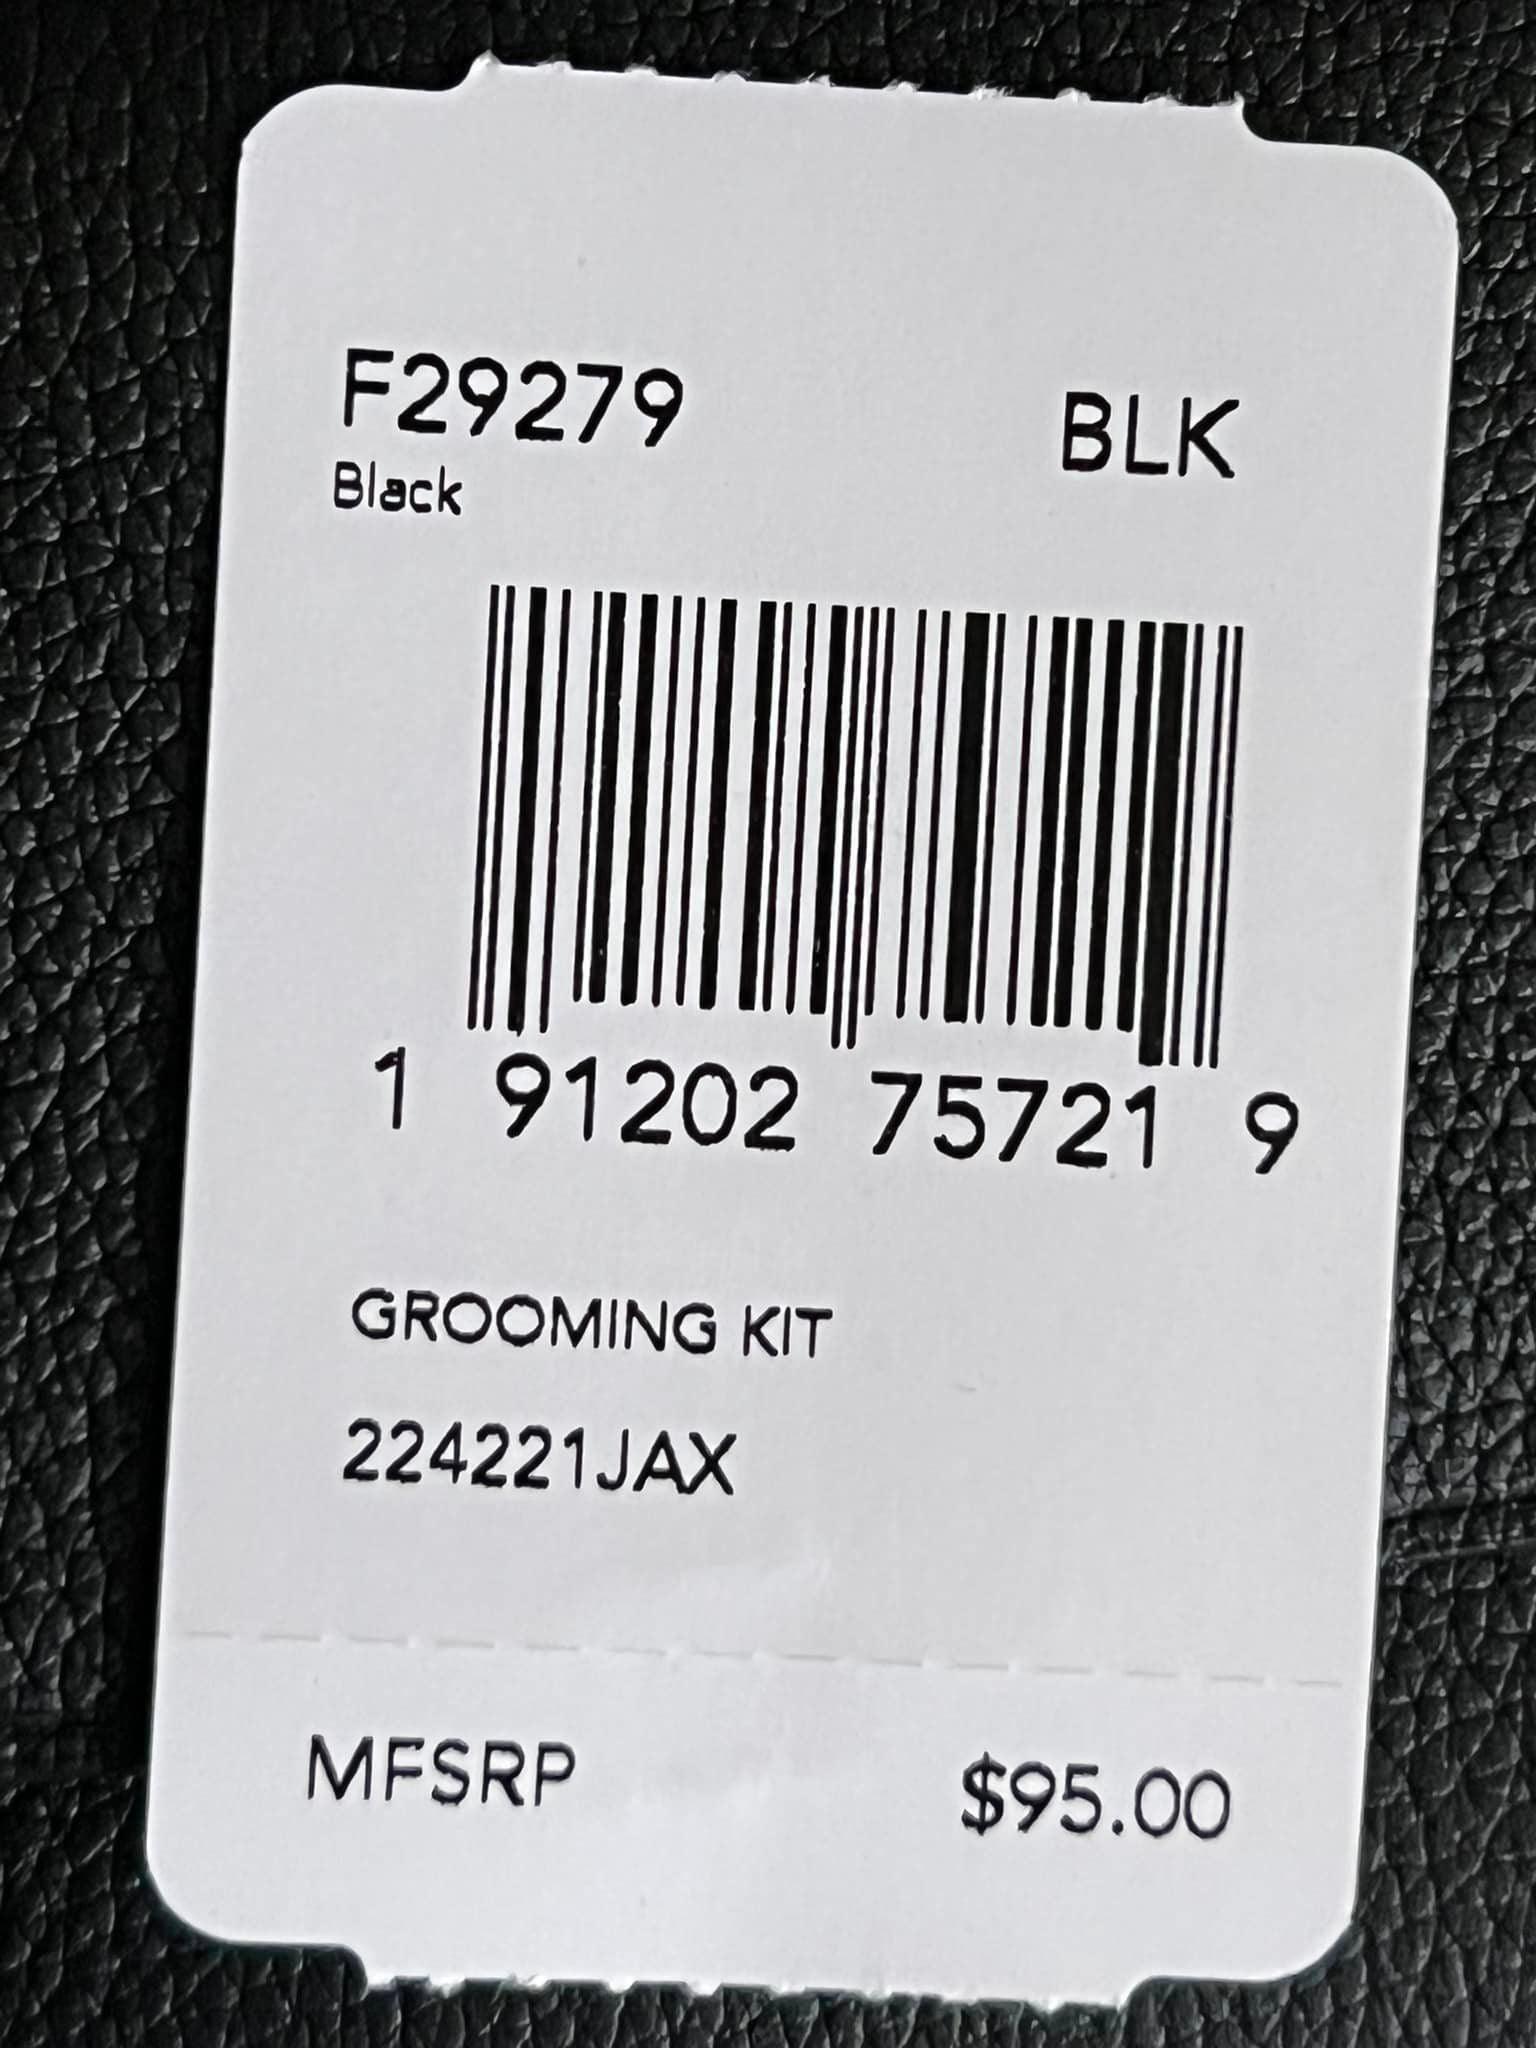 F29279 BLK
Black
1 91202 75721 9
GROOMING KIT
224221JAX
MFSRP $95.00